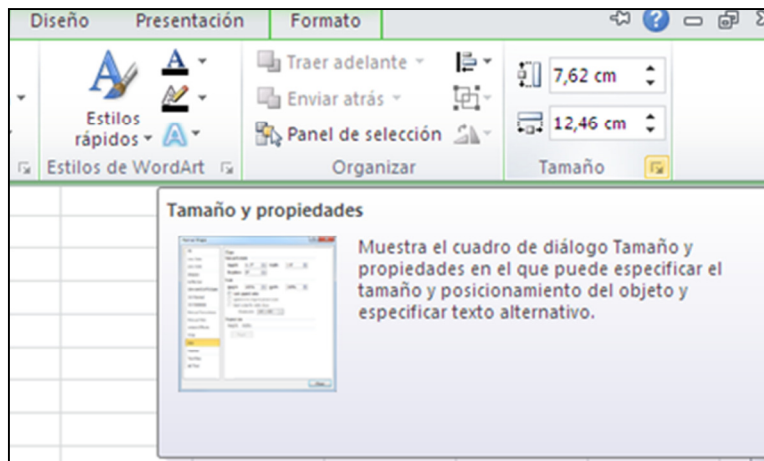 Diseño Presentación Formato
Traer adelante
7,62 cm
Enviar atrás
Estilos
rápidos
12,46 cm
Panel de selección
Estilos de WordArt Organizar Tamaño
Tamaño y propiedades
Muestra el cuadro de diálogo Tamaño y
propiedades en el que puede especificar el
tamaño y posicionamiento del objeto y
especificar texto alternativo.